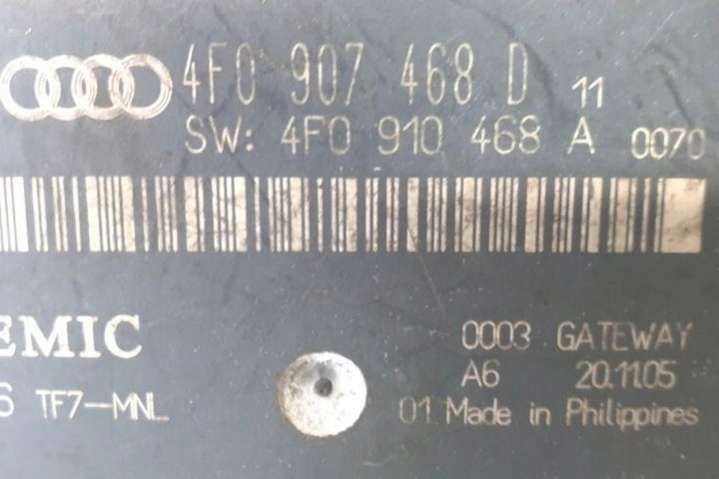 4F0 907 468 D 11
SW: 4F0 910 468 A 0070
EMIC
0003 GATEWAY
A6 20.11.05
6 TF7-MNL
01 Made in Philippines